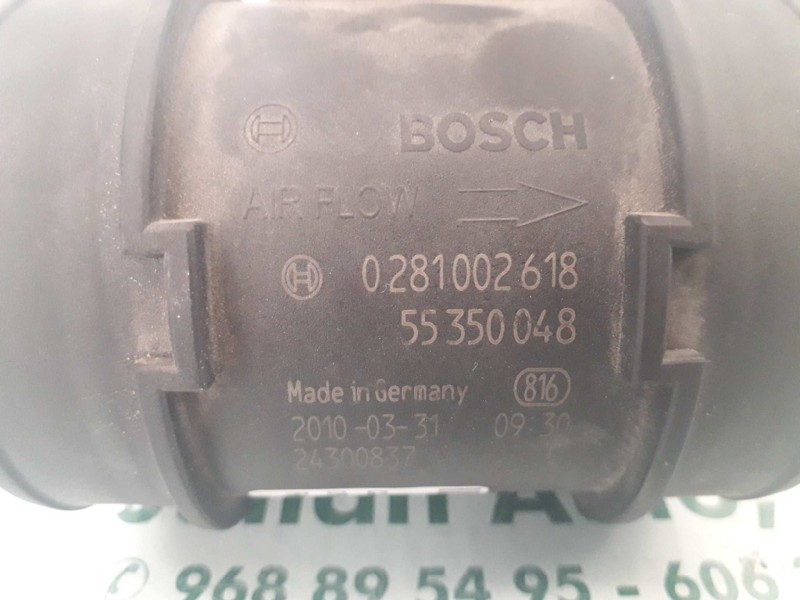 BOSCH
AIR FLOW
0 281 002 618
55 350 048
Made in Germany 816
2010-03-31 09:30
24300837
968 89 54 95 - 606